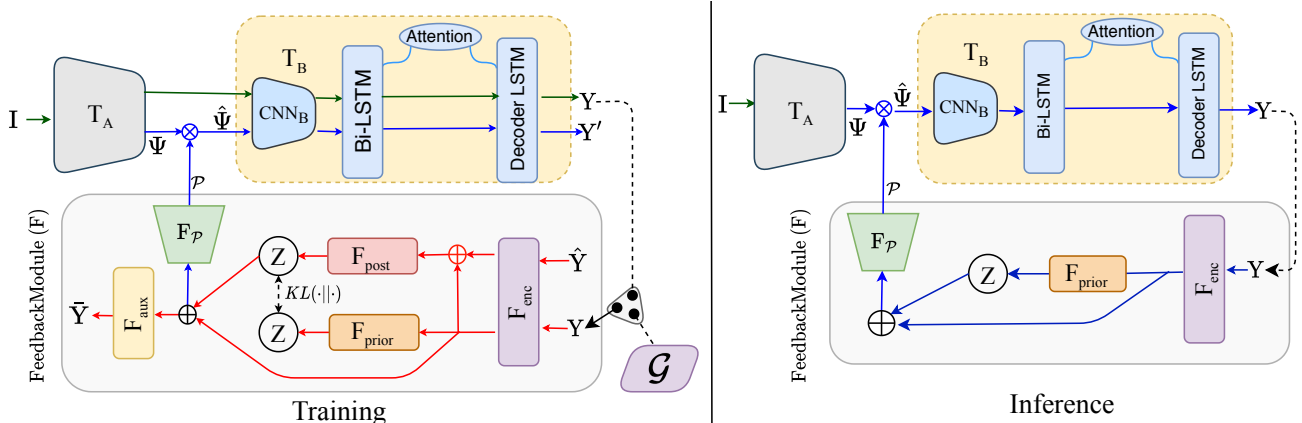 Attention
T_B
I
T_A
CNN_B
Bi-LSTM
Decoder LSTM
Y
Ψ
Ψ̂
Y′
𝒫
FeedbackModule (F)
F_𝒫
Z
F_post
Ŷ
KL(·||·)
F_enc
Ȳ
F_aux
Z
F_prior
Y
𝒢
Training
Attention
T_B
I
T_A
Ψ
Ψ̂
CNN_B
Bi-LSTM
Decoder LSTM
Y
𝒫
FeedbackModule (F)
F_𝒫
Z
F_prior
F_enc
Y
Inference